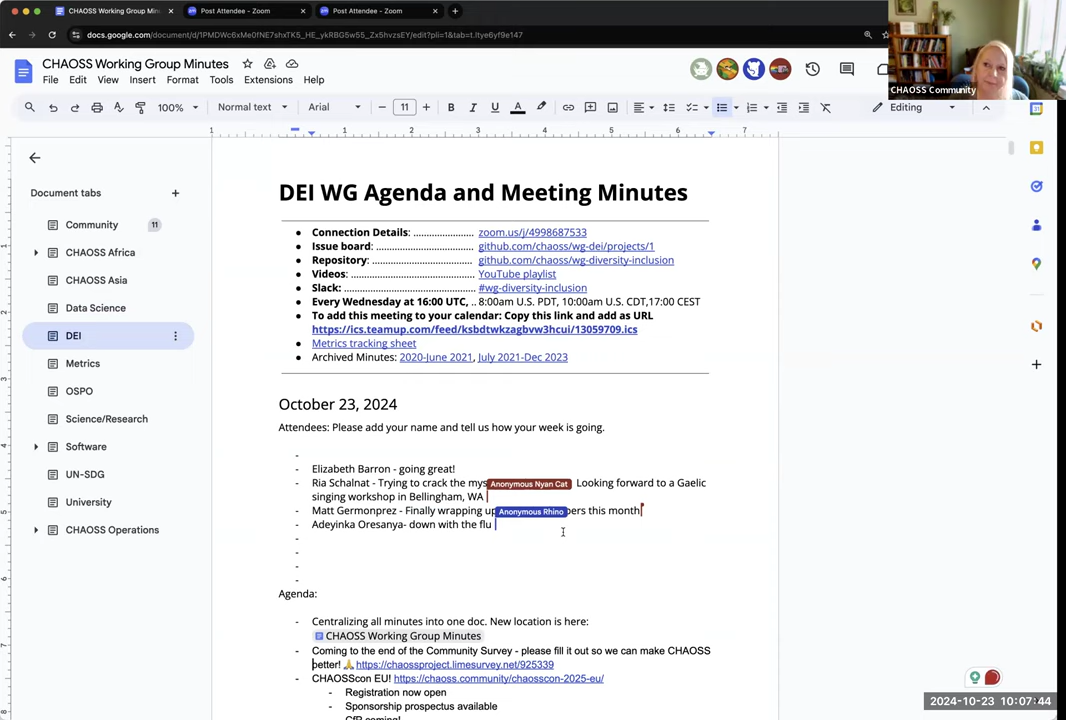 CHAOSS Working Group Min
Post Attendee - Zoom
Post Attendee - Zoom
docs.google.com/document/d/1PMDWc6xMe0fNE7shxTK5_HE_ykRBG5w55_Zx5hvzsEY/edit?pli=1&tab=t.ltye6yf9e147
CHAOSS Working Group Minutes
File Edit View Insert Format Tools Extensions Help
CHAOSS Community
100% Normal text Arial 11 B I U A Editing
1 1 2 3 4 5 6 7
Document tabs
Community 11
CHAOSS Africa
CHAOSS Asia
Data Science
DEI
Metrics
OSPO
Science/Research
Software
UN-SDG
University
CHAOSS Operations
DEI WG Agenda and Meeting Minutes
Connection Details: ...................... zoom.us/j/4998687533
Issue board: ................................ github.com/chaoss/wg-dei/projects/1
Repository: ................................. github.com/chaoss/wg-diversity-inclusion
Videos: ........................................ YouTube playlist
Slack: ........................................... #wg-diversity-inclusion
Every Wednesday at 16:00 UTC, .. 8:00am U.S. PDT, 10:00am U.S. CDT,17:00 CEST
To add this meeting to your calendar: Copy this link and add as URL
https://ics.teamup.com/feed/ksbdtwkzagbvw3hcui/13059709.ics
Metrics tracking sheet
Archived Minutes: 2020-June 2021, July 2021-Dec 2023
October 23, 2024
Attendees: Please add your name and tell us how your week is going.
-
- Elizabeth Barron - going great!
- Ria Schalnat - Trying to crack the mys Anonymous Nyan Cat Looking forward to a Gaelic
singing workshop in Bellingham, WA
- Matt Germonprez - Finally wrapping up Anonymous Rhino pers this month
- Adeyinka Oresanya- down with the flu
-
-
-
-
Agenda:
- Centralizing all minutes into one doc. New location is here:
CHAOSS Working Group Minutes
- Coming to the end of the Community Survey - please fill it out so we can make CHAOSS
better! 🙏 https://chaossproject.limesurvey.net/925339
- CHAOSScon EU! https://chaoss.community/chaosscon-2025-eu/
- Registration now open
- Sponsorship prospectus available
- CfP coming!
2024-10-23 10:07:44